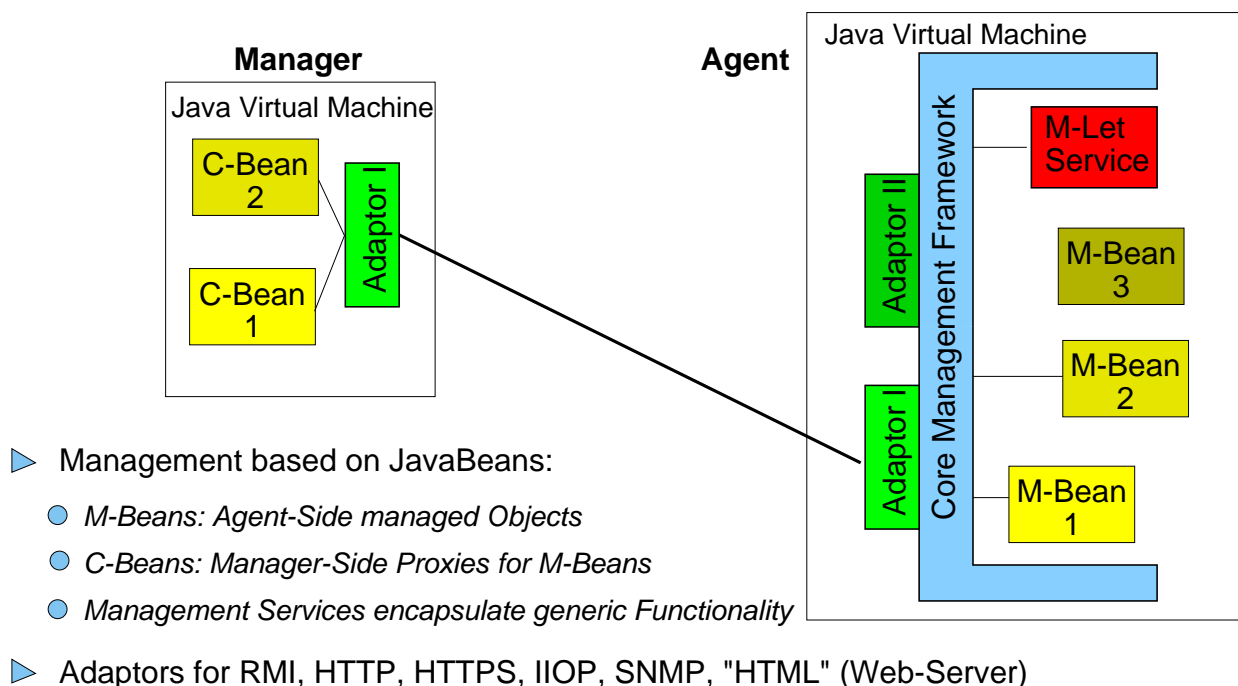 Manager
Java Virtual Machine
C-Bean
2
C-Bean
1
Adaptor I
Agent
Java Virtual Machine
Adaptor II
Adaptor I
Core Management Framework
M-Let
Service
M-Bean
3
M-Bean
2
M-Bean
1
Management based on JavaBeans:
M-Beans: Agent-Side managed Objects
C-Beans: Manager-Side Proxies for M-Beans
Management Services encapsulate generic Functionality
Adaptors for RMI, HTTP, HTTPS, IIOP, SNMP, "HTML" (Web-Server)